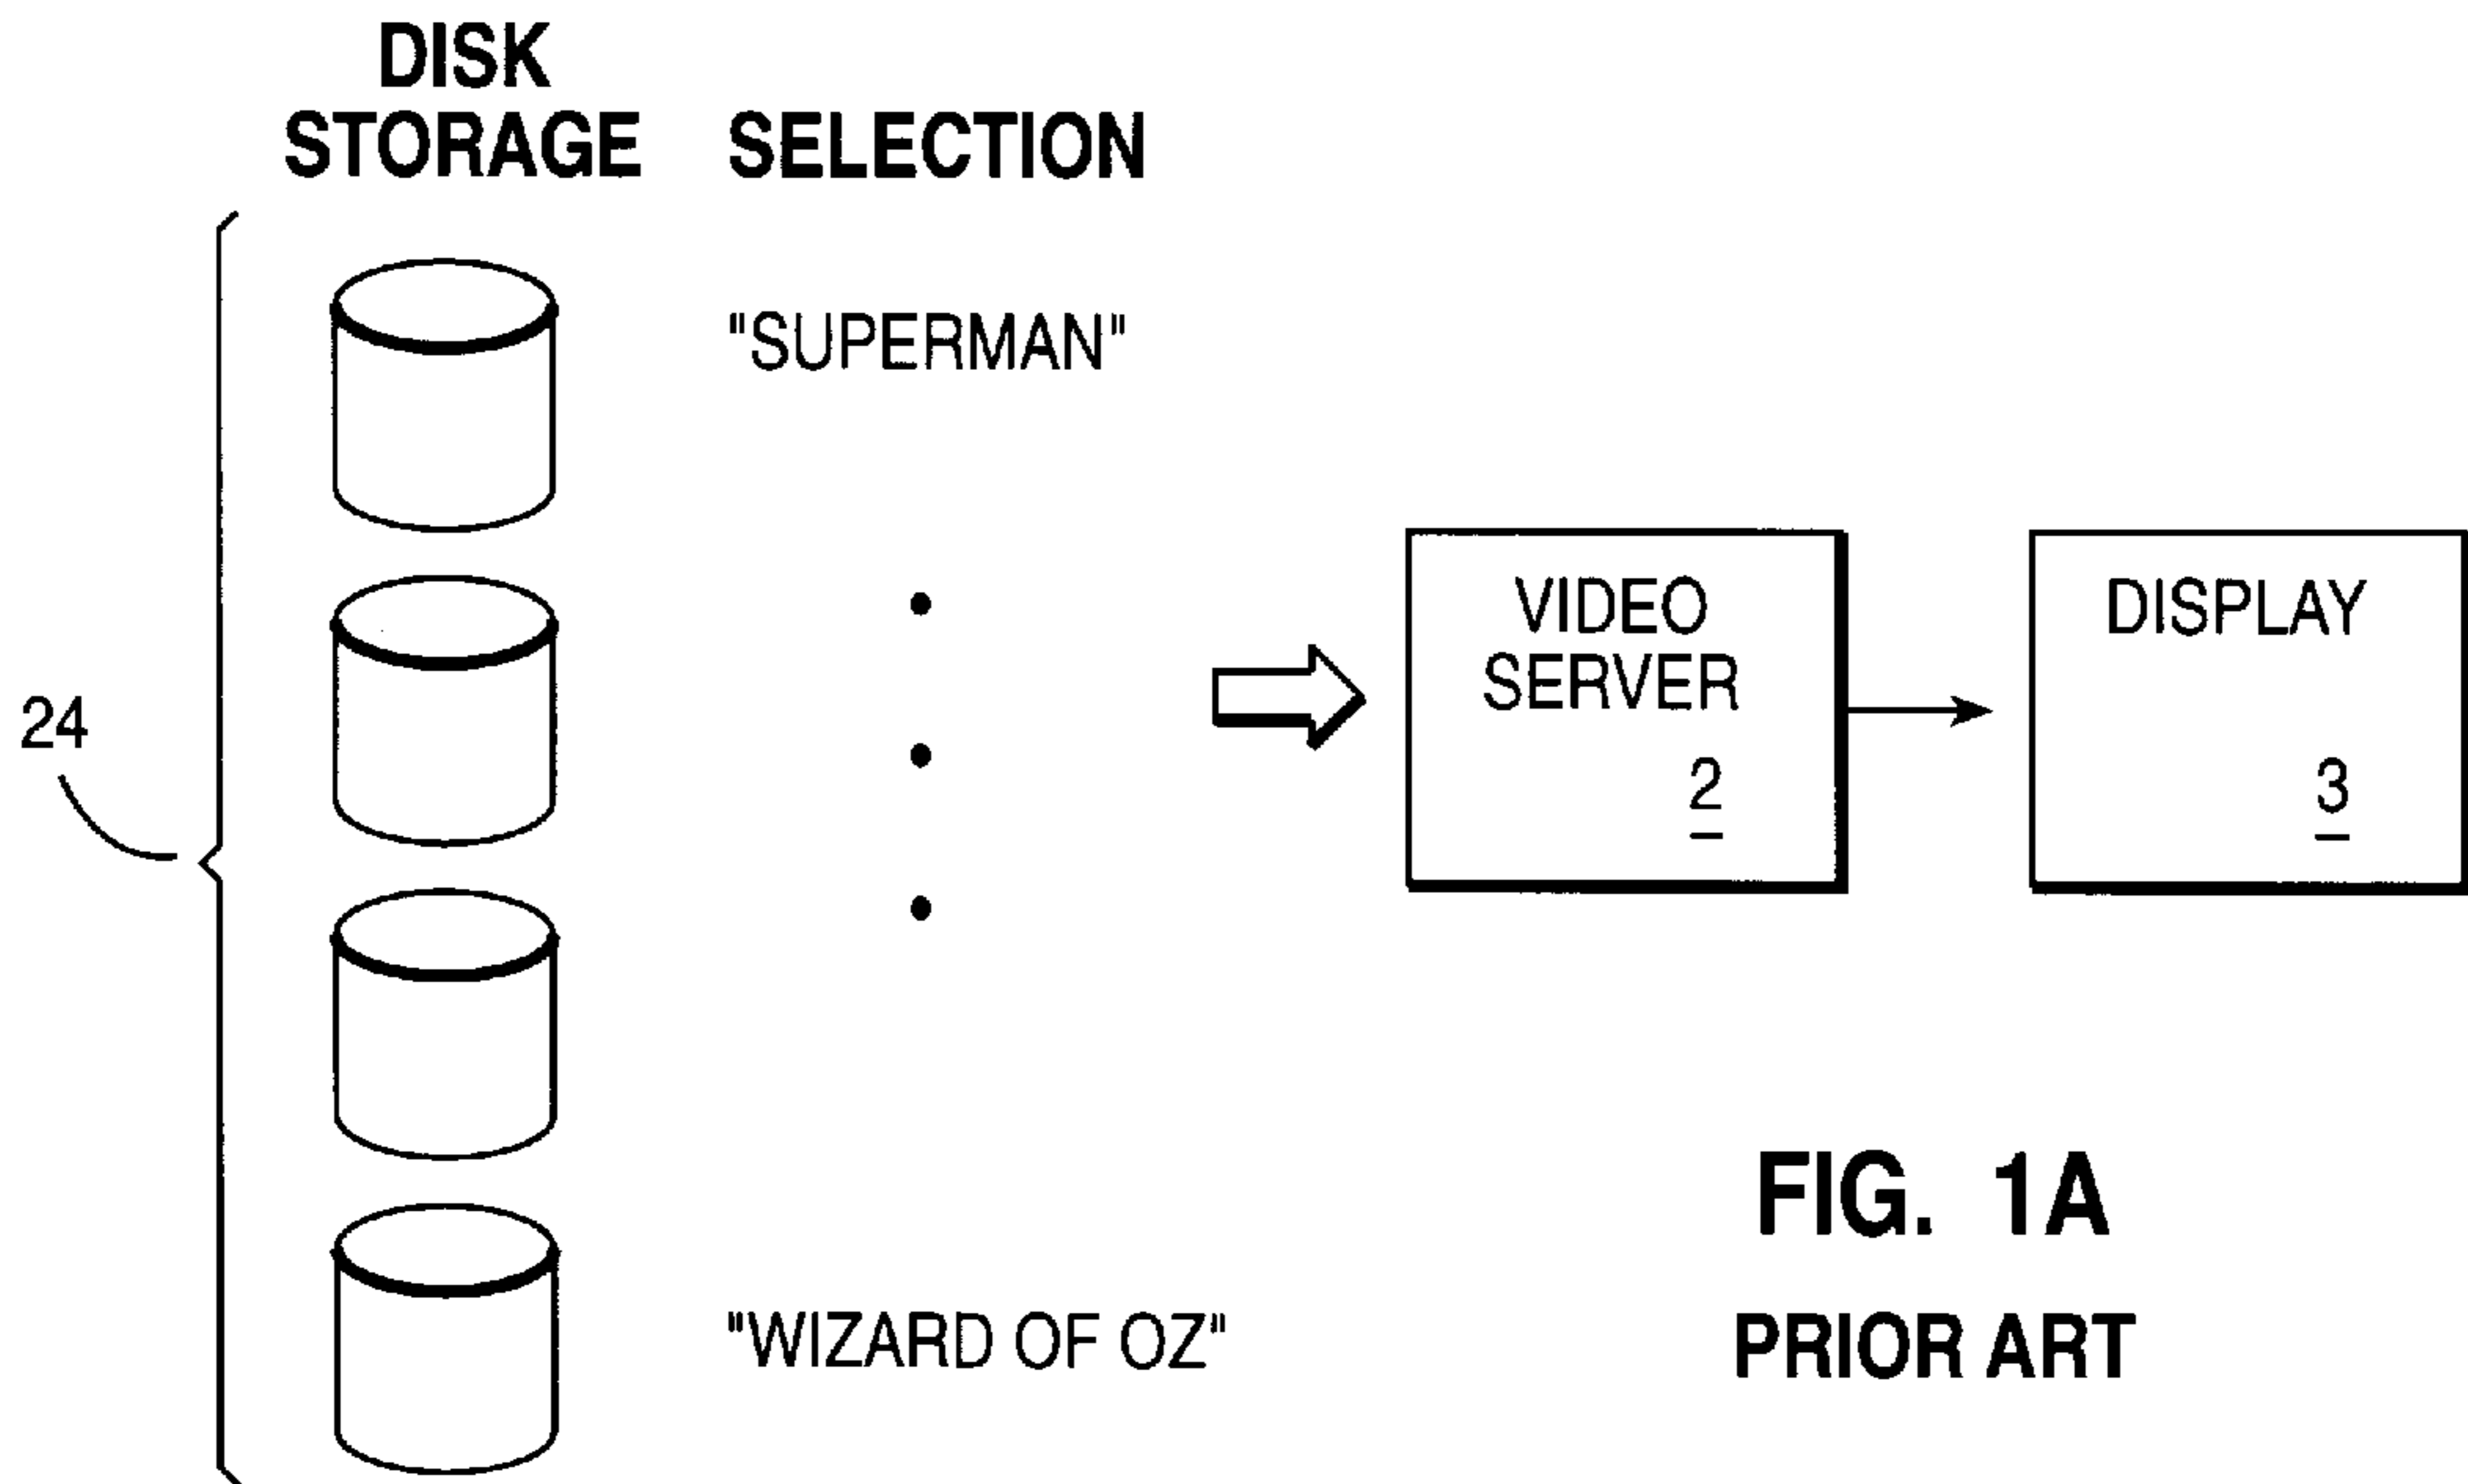 DISK
STORAGE
SELECTION
"SUPERMAN"
24
VIDEO
SERVER
2
DISPLAY
3
"WIZARD OF OZ"
FIG. 1A
PRIOR ART